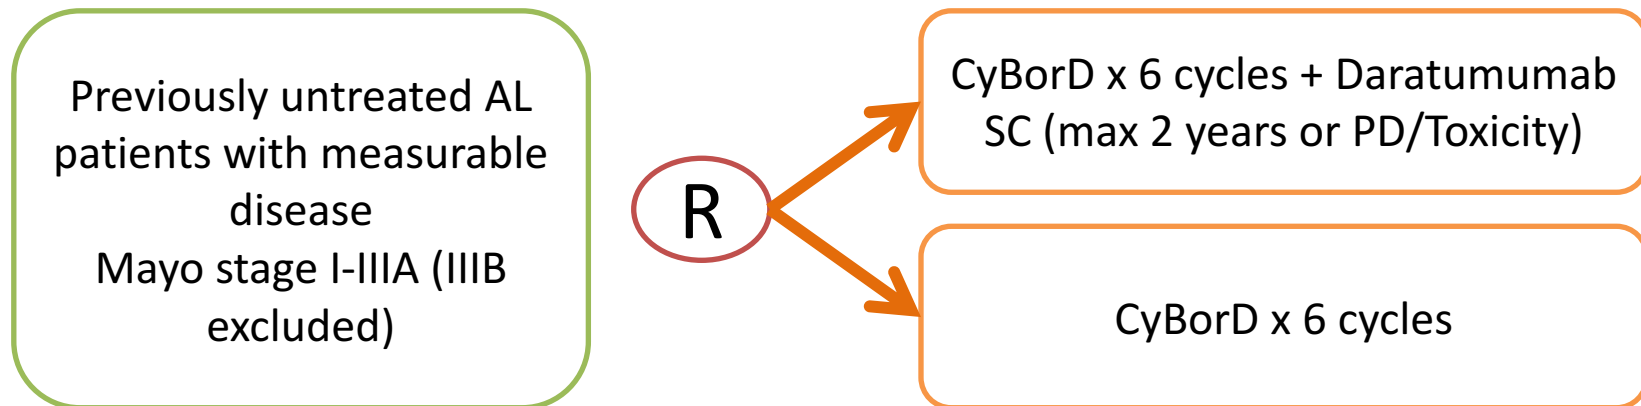 Previously untreated AL
patients with measurable
disease
Mayo stage I-IIIA (IIIB
excluded)
R
CyBorD x 6 cycles + Daratumumab
SC (max 2 years or PD/Toxicity)
CyBorD x 6 cycles